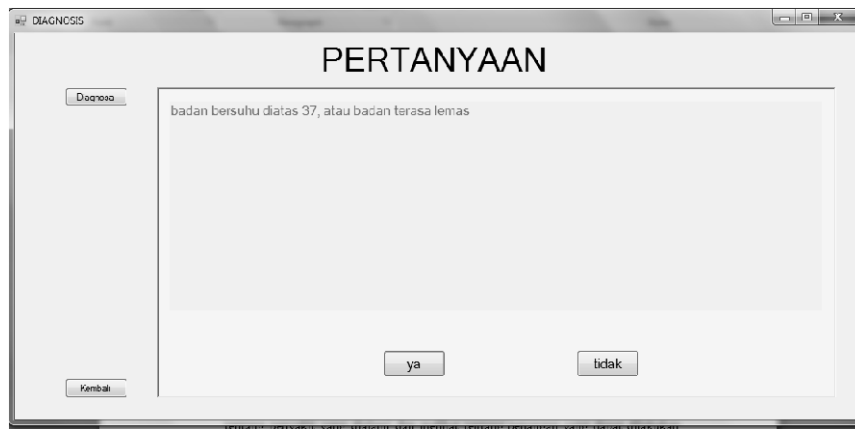 DIAGNOSIS
PERTANYAAN
Diagnosa
badan bersuhu diatas 37, atau badan terasa lemas
ya
tidak
Kembali